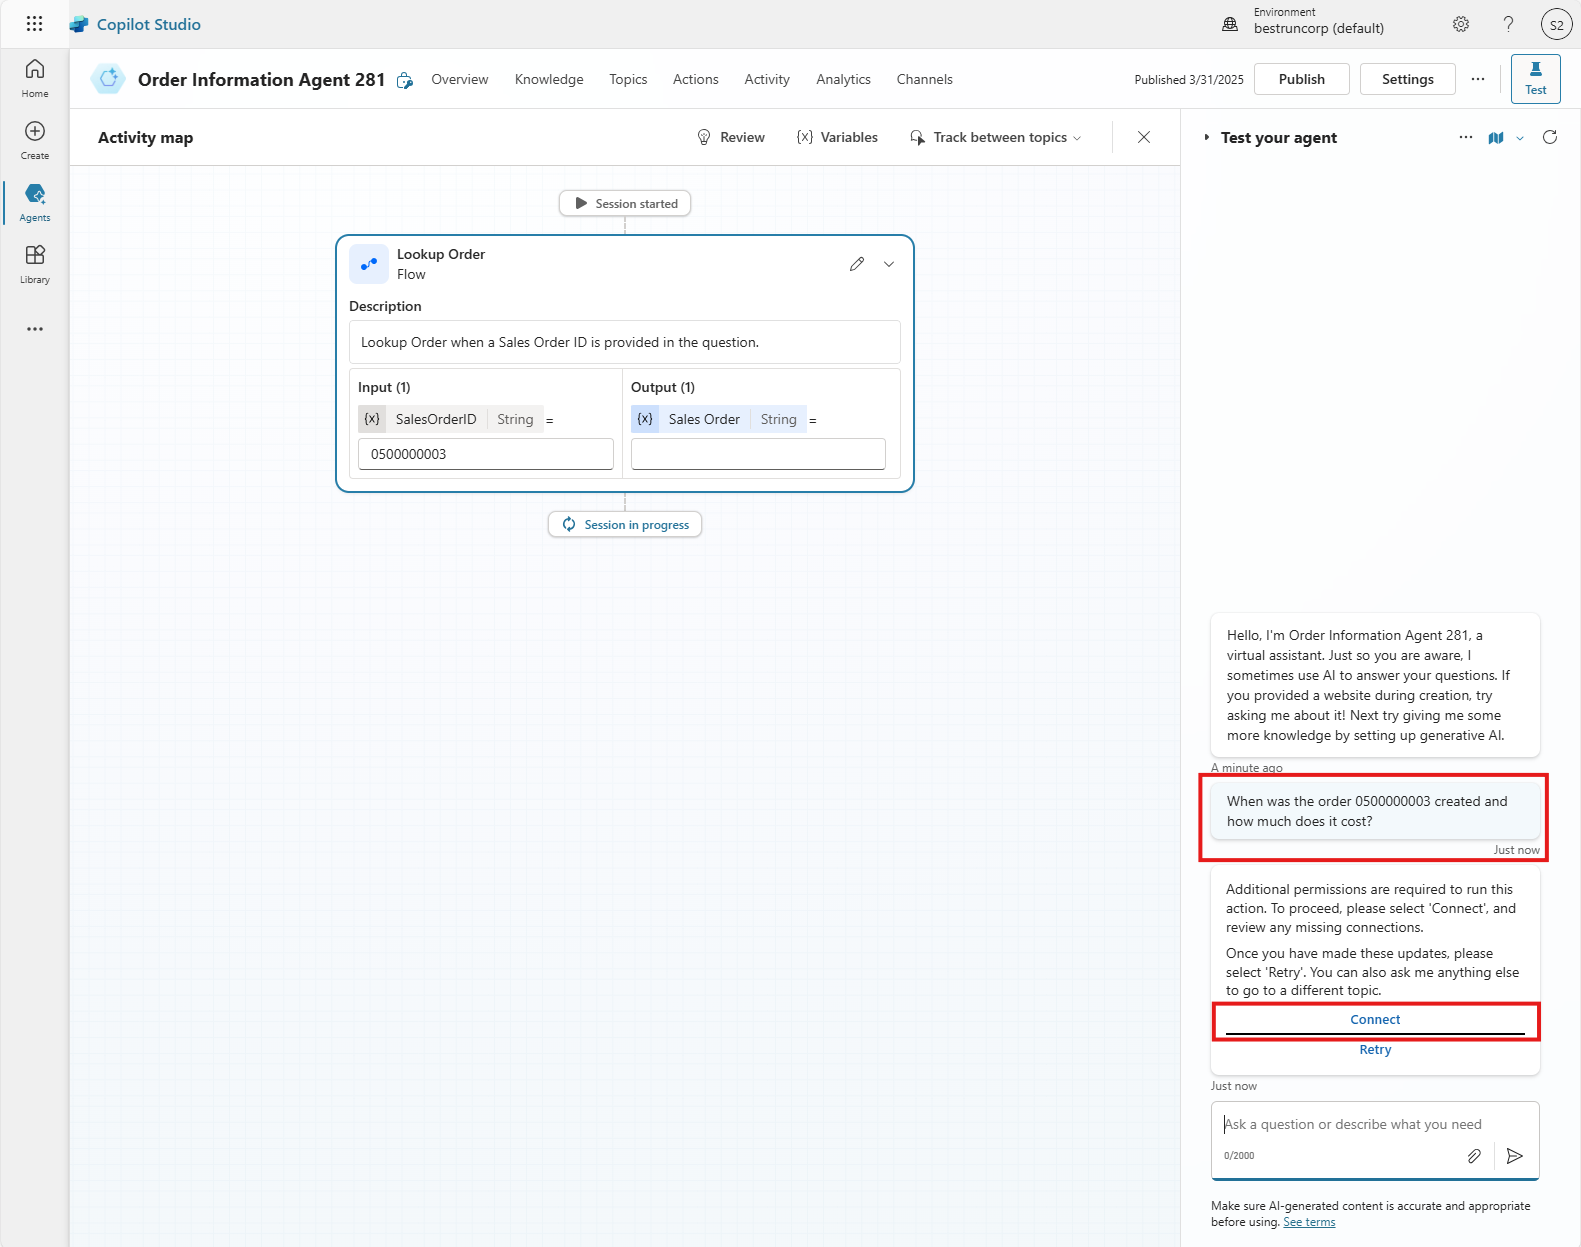 Copilot Studio
Environment
bestruncorp (default)
S2
Home
Create
Agents
Library
Order Information Agent 281
Overview
Knowledge
Topics
Actions
Activity
Analytics
Channels
Published 3/31/2025
Publish
Settings
Test
Activity map
Review
{x} Variables
Track between topics
Test your agent
Session started
Lookup Order
Flow
Description
Lookup Order when a Sales Order ID is provided in the question.
Input (1)
{x} SalesOrderID String =
0500000003
Output (1)
{x} Sales Order String =
Session in progress
Hello, I'm Order Information Agent 281, a
virtual assistant. Just so you are aware, I
sometimes use AI to answer your questions. If
you provided a website during creation, try
asking me about it! Next try giving me some
more knowledge by setting up generative AI.
A minute ago
When was the order 0500000003 created and
how much does it cost?
Just now
Additional permissions are required to run this
action. To proceed, please select 'Connect', and
review any missing connections.
Once you have made these updates, please
select 'Retry'. You can also ask me anything else
to go to a different topic.
Connect
Retry
Just now
Ask a question or describe what you need
0/2000
Make sure AI-generated content is accurate and appropriate
before using. See terms